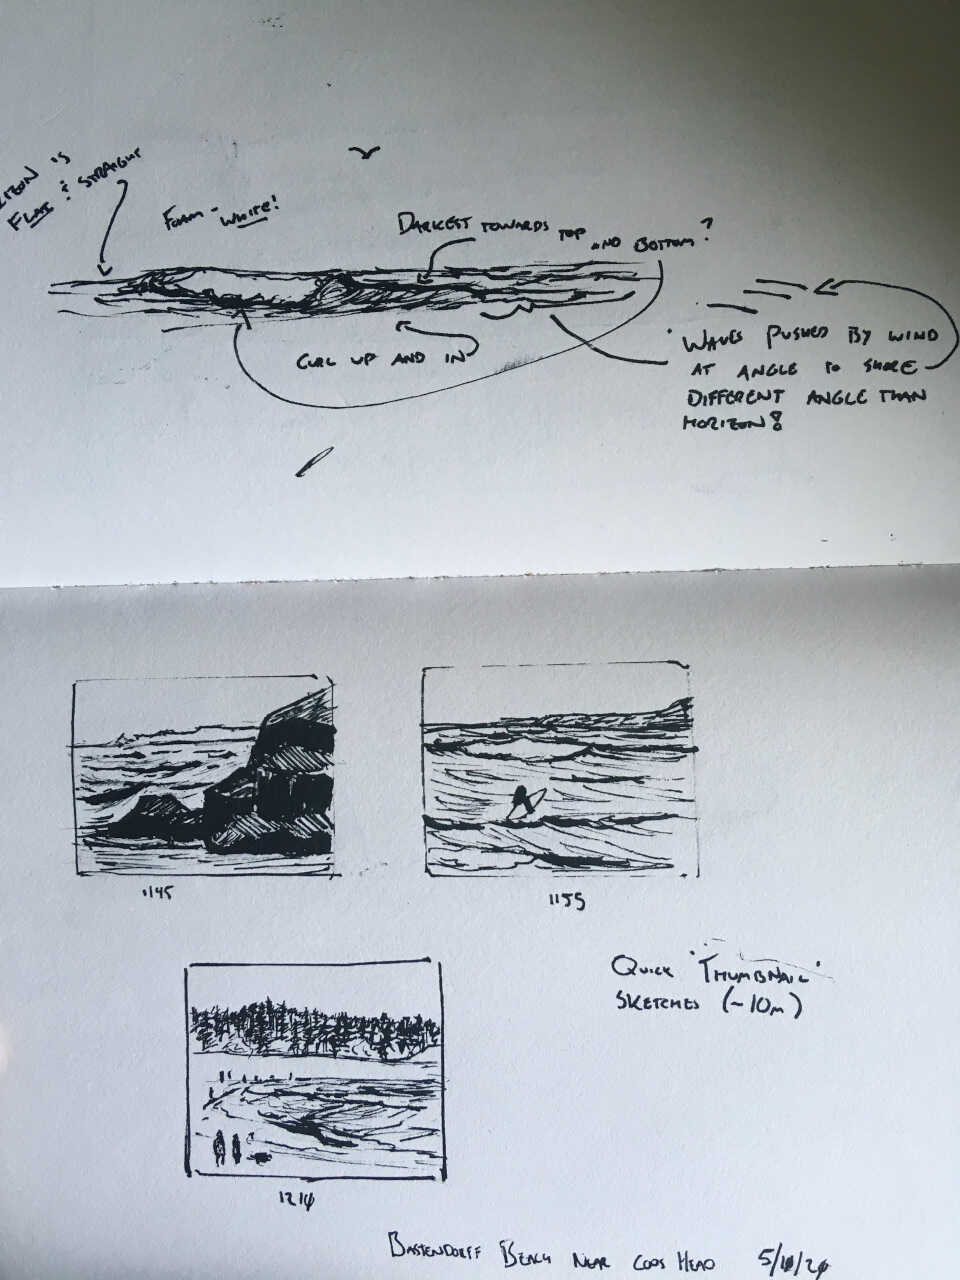 IZON IS
FLAT & STRAIGHT
FOAM - WHITE!
DARKEST TOWARDS TOP AND BOTTOM?
CURL UP AND IN
WAVES PUSHED BY WIND
AT ANGLE TO SHORE
DIFFERENT ANGLE THAN
HORIZON!
1145
1155
QUICK "THUMBNAIL"
SKETCHES (~10M)
1210
BASTENDORFF BEACH NEAR COOS HEAD 5/10/20